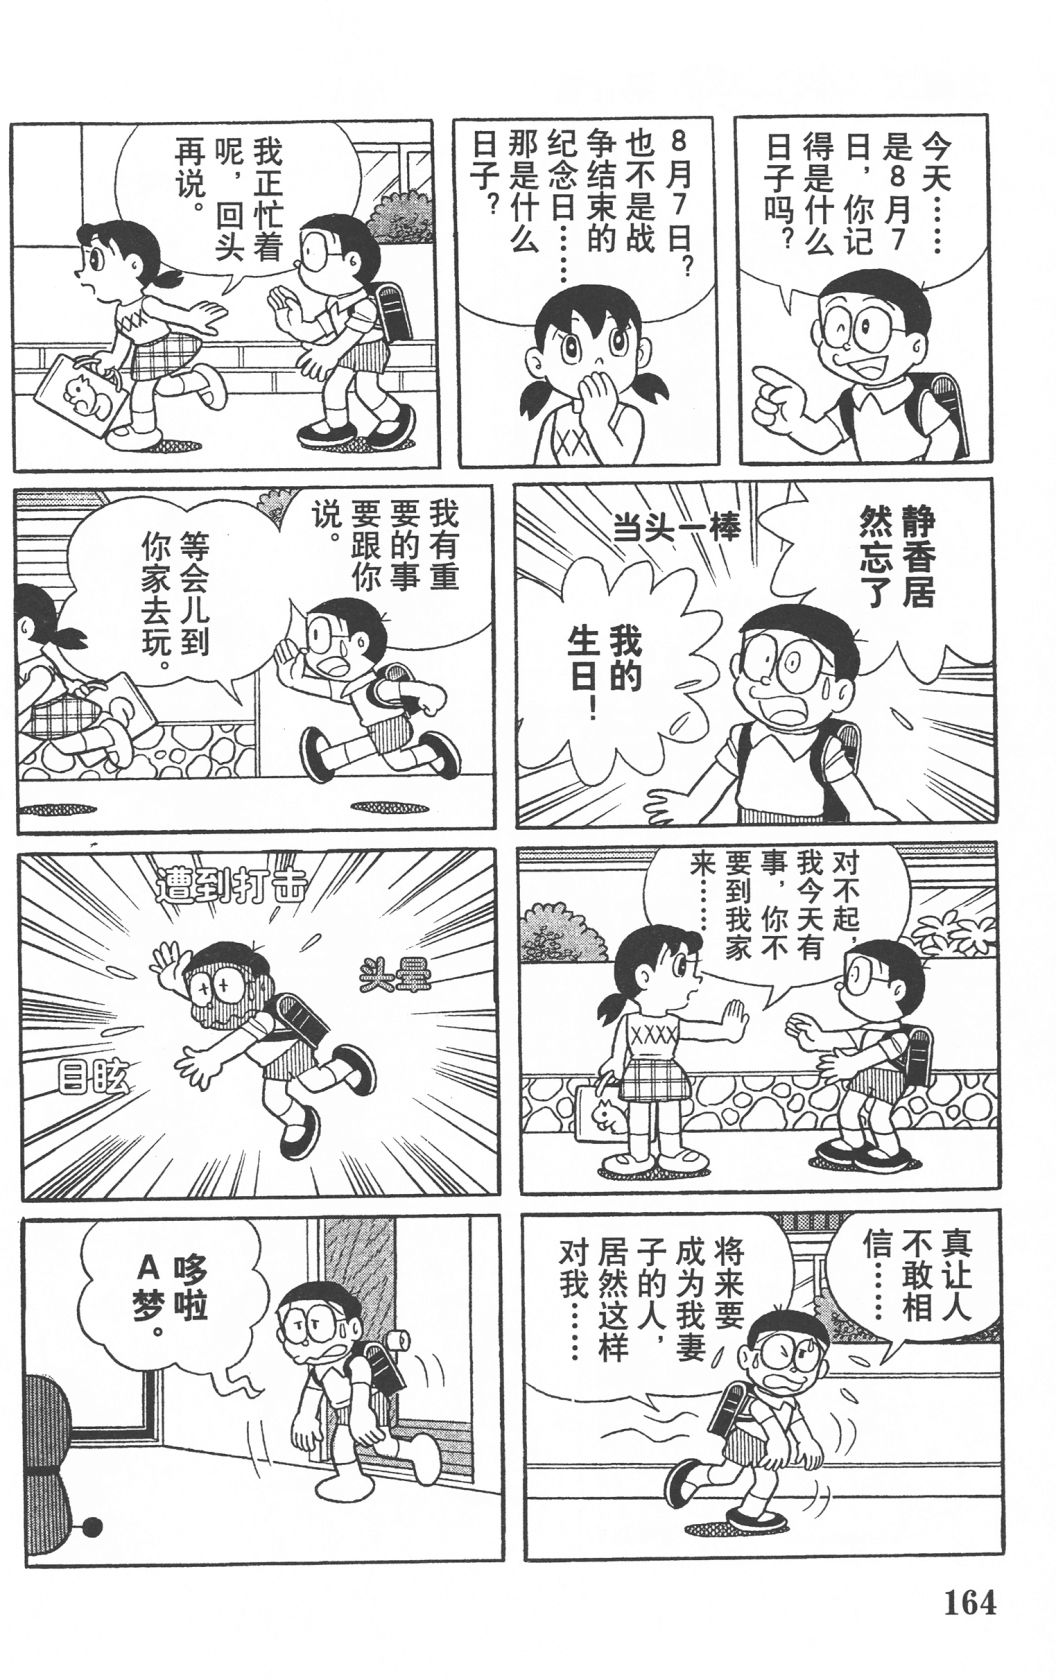 今天……
是8月7
日，你记
得是什么
日子吗？
8月7日？
也不是战
争结束的
纪念日……
那是什么
日子？
我正忙着
呢，回头
再说。
静香居
然忘了
当头一棒
我的
生日！
我有重
要的事
要跟你
说。
等会儿到
你家去玩。
对不起，
我今天有
事，你不
要到我家
来……
遭到打击
头晕
目眩
真让人
不敢相
信……
将来要
成为我妻
子的人，
居然这样
对我……
哆啦
A梦。
164